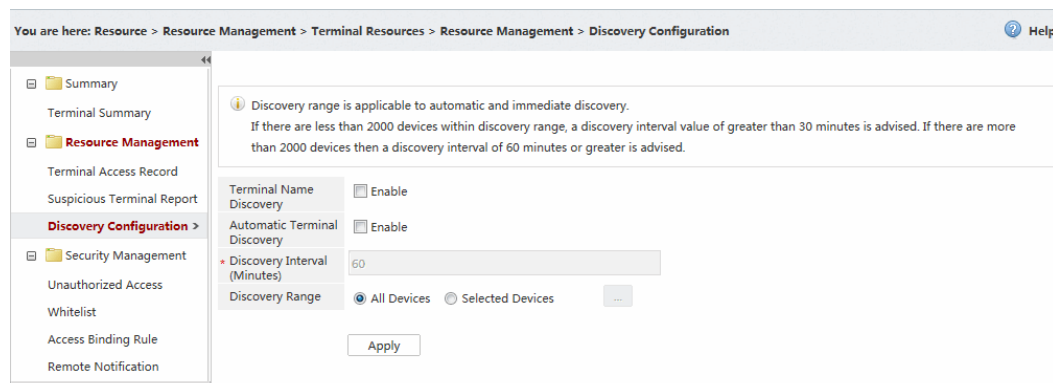 You are here: Resource > Resource Management > Terminal Resources > Resource Management > Discovery Configuration
Help
Summary
Terminal Summary
Resource Management
Terminal Access Record
Suspicious Terminal Report
Discovery Configuration >
Security Management
Unauthorized Access
Whitelist
Access Binding Rule
Remote Notification
Discovery range is applicable to automatic and immediate discovery.
If there are less than 2000 devices within discovery range, a discovery interval value of greater than 30 minutes is advised. If there are more
than 2000 devices then a discovery interval of 60 minutes or greater is advised.
Terminal Name
Discovery
Enable
Automatic Terminal
Discovery
Enable
* Discovery Interval
(Minutes)
60
Discovery Range
All Devices
Selected Devices
...
Apply